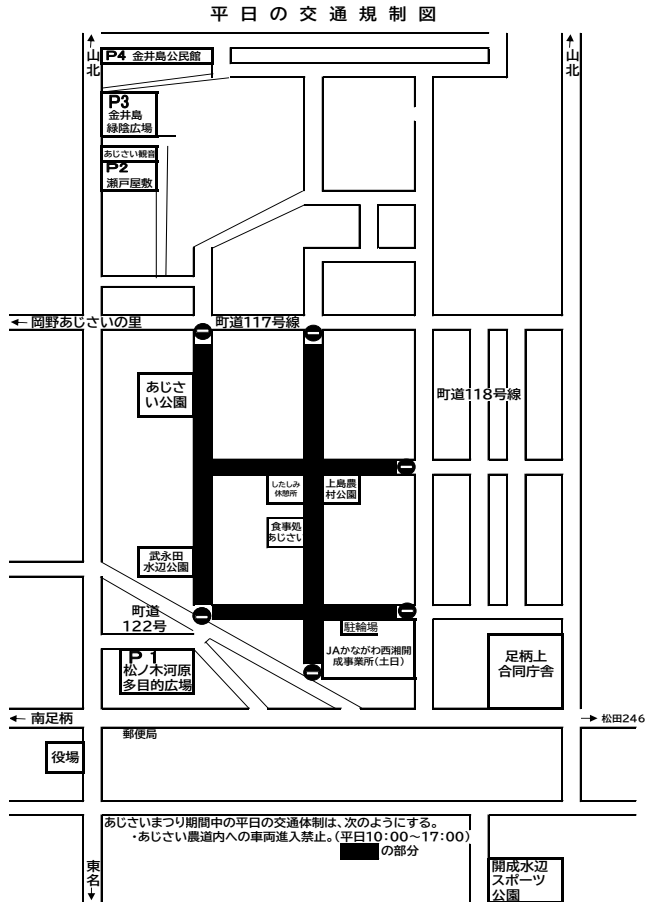 平日の交通規制図
↑
山
北
↑
山
北
P4 金井島公民館
P3
金井島
緑陰広場
あじさい観音
P2
瀬戸屋敷
← 岡野あじさいの里
町道117号線
あじさ
い公園
町道118号線
したしみ
休憩所
上島農
村公園
食事処
あじさい
武永田
水辺公園
町道
122号
駐輪場
P 1
松ノ木河原
多目的広場
JAかながわ西湘開
成事業所(土日)
足柄上
合同庁舎
← 南足柄
→ 松田246
郵便局
役場
あじさいまつり期間中の平日の交通体制は、次のようにする。
・あじさい農道内への車両進入禁止。(平日10:00～17:00)
の部分
東
名
↓
開成水辺
スポーツ
公園